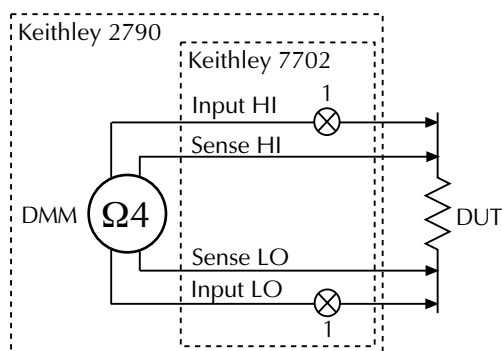 Keithley 2790
Keithley 7702
1
Input HI
Sense HI
DMM
Ω4
DUT
Sense LO
Input LO
1